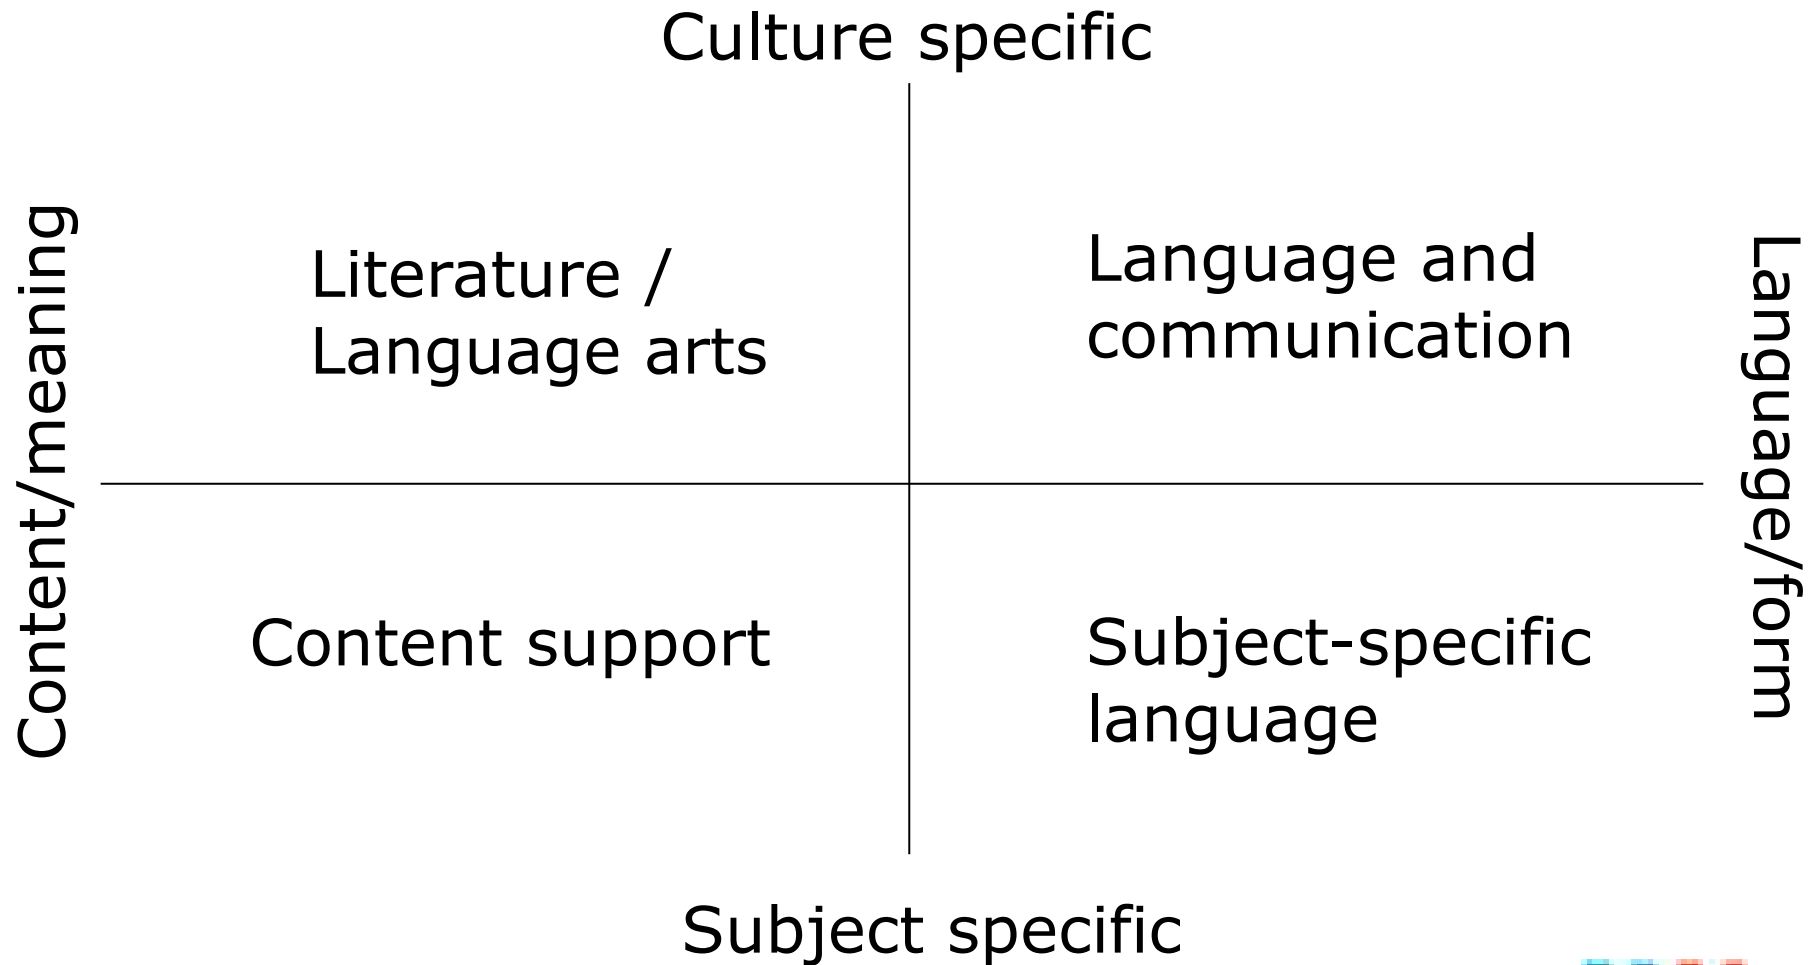 Culture specific
Content/meaning
Literature /
Language arts
Language and
communication
Language/form
Content support
Subject-specific
language
Subject specific